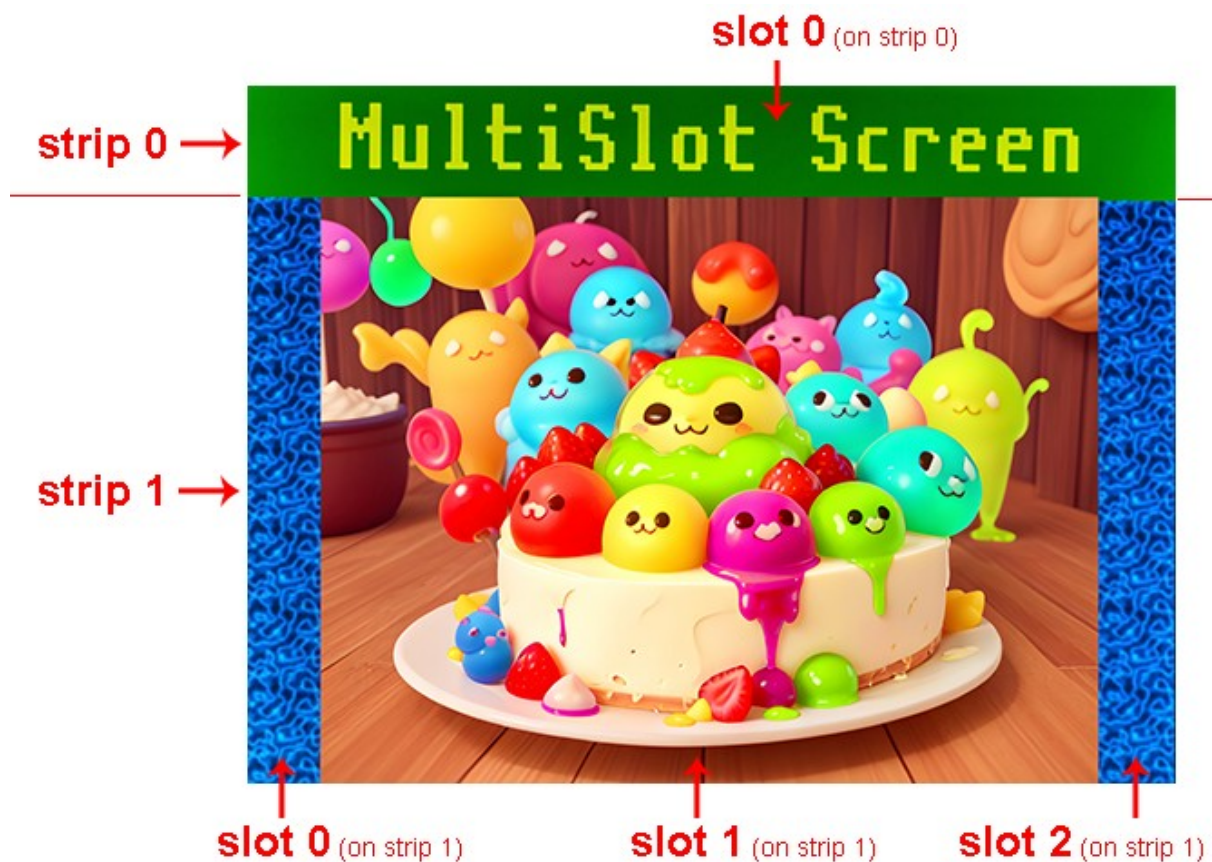 slot 0 (on strip 0)
strip 0
MultiSlot Screen
strip 1
slot 0 (on strip 1)
slot 1 (on strip 1)
slot 2 (on strip 1)